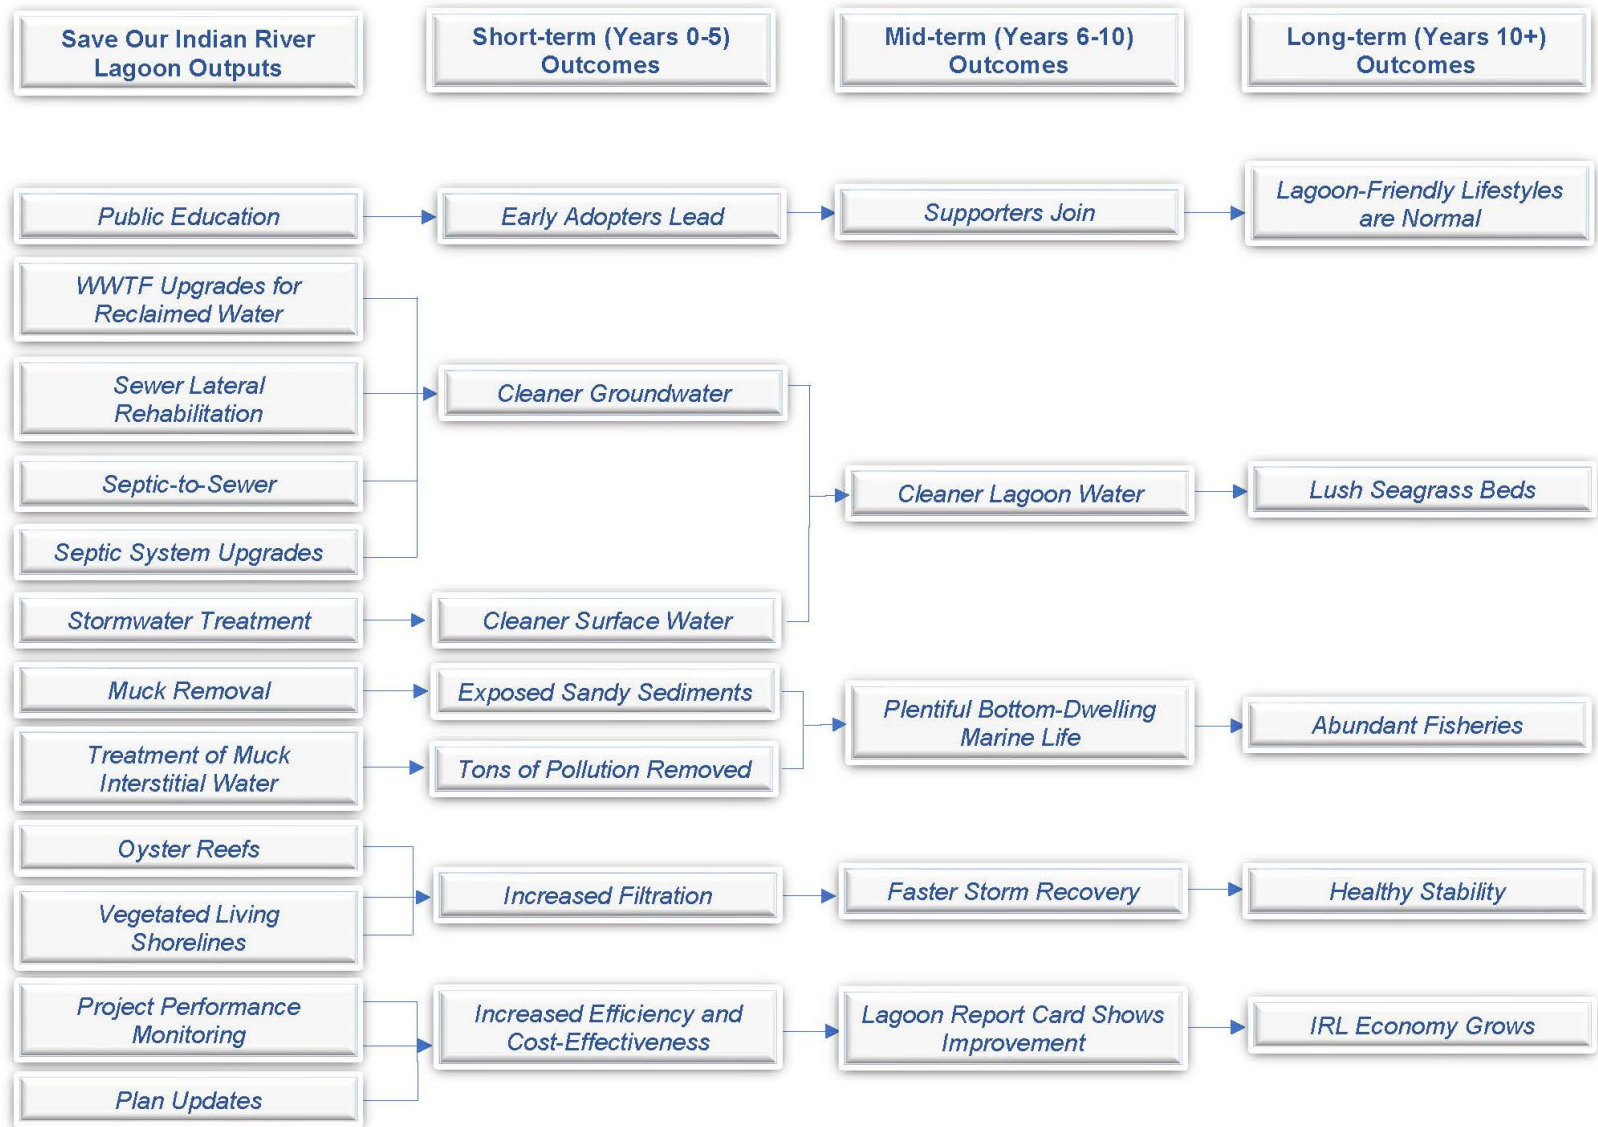 Save Our Indian River
Lagoon Outputs
Short-term (Years 0-5)
Outcomes
Mid-term (Years 6-10)
Outcomes
Long-term (Years 10+)
Outcomes
Public Education
Early Adopters Lead
Supporters Join
Lagoon-Friendly Lifestyles
are Normal
WWTF Upgrades for
Reclaimed Water
Sewer Lateral
Rehabilitation
Septic-to-Sewer
Septic System Upgrades
Cleaner Groundwater
Cleaner Lagoon Water
Lush Seagrass Beds
Stormwater Treatment
Cleaner Surface Water
Muck Removal
Exposed Sandy Sediments
Treatment of Muck
Interstitial Water
Tons of Pollution Removed
Plentiful Bottom-Dwelling
Marine Life
Abundant Fisheries
Oyster Reefs
Vegetated Living
Shorelines
Increased Filtration
Faster Storm Recovery
Healthy Stability
Project Performance
Monitoring
Plan Updates
Increased Efficiency and
Cost-Effectiveness
Lagoon Report Card Shows
Improvement
IRL Economy Grows